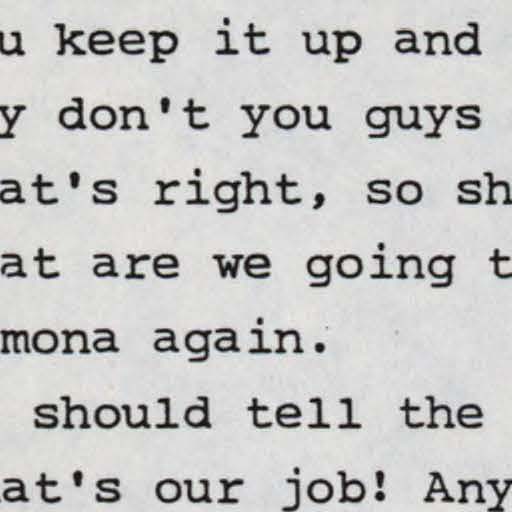 u keep it up and
y don't you guys
at's right, so sh
at are we going t
mona again.
should tell the
at's our job! Any